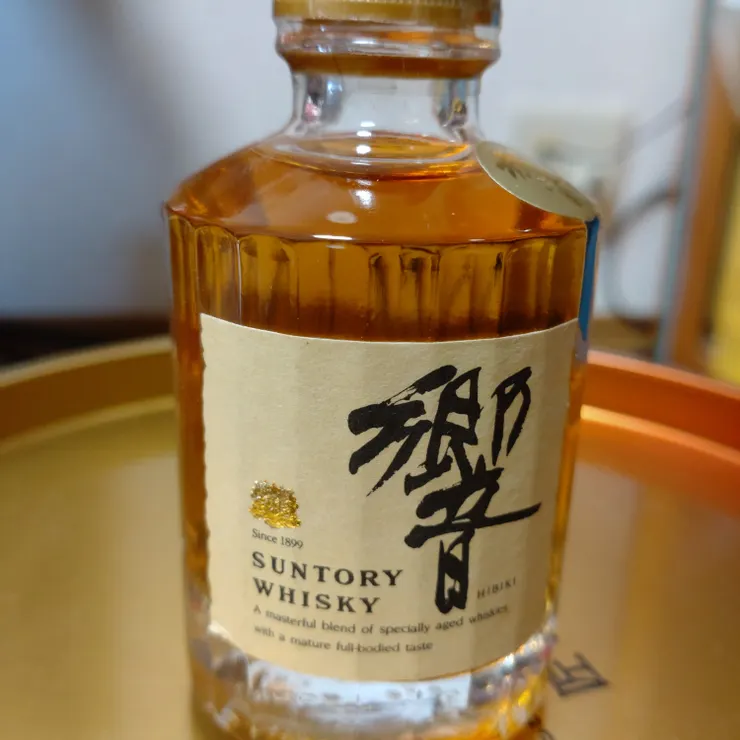 響
Since 1899
SUNTORY
WHISKY
HIBIKI
A masterful blend of specially aged whiskies
with a mature full-bodied taste